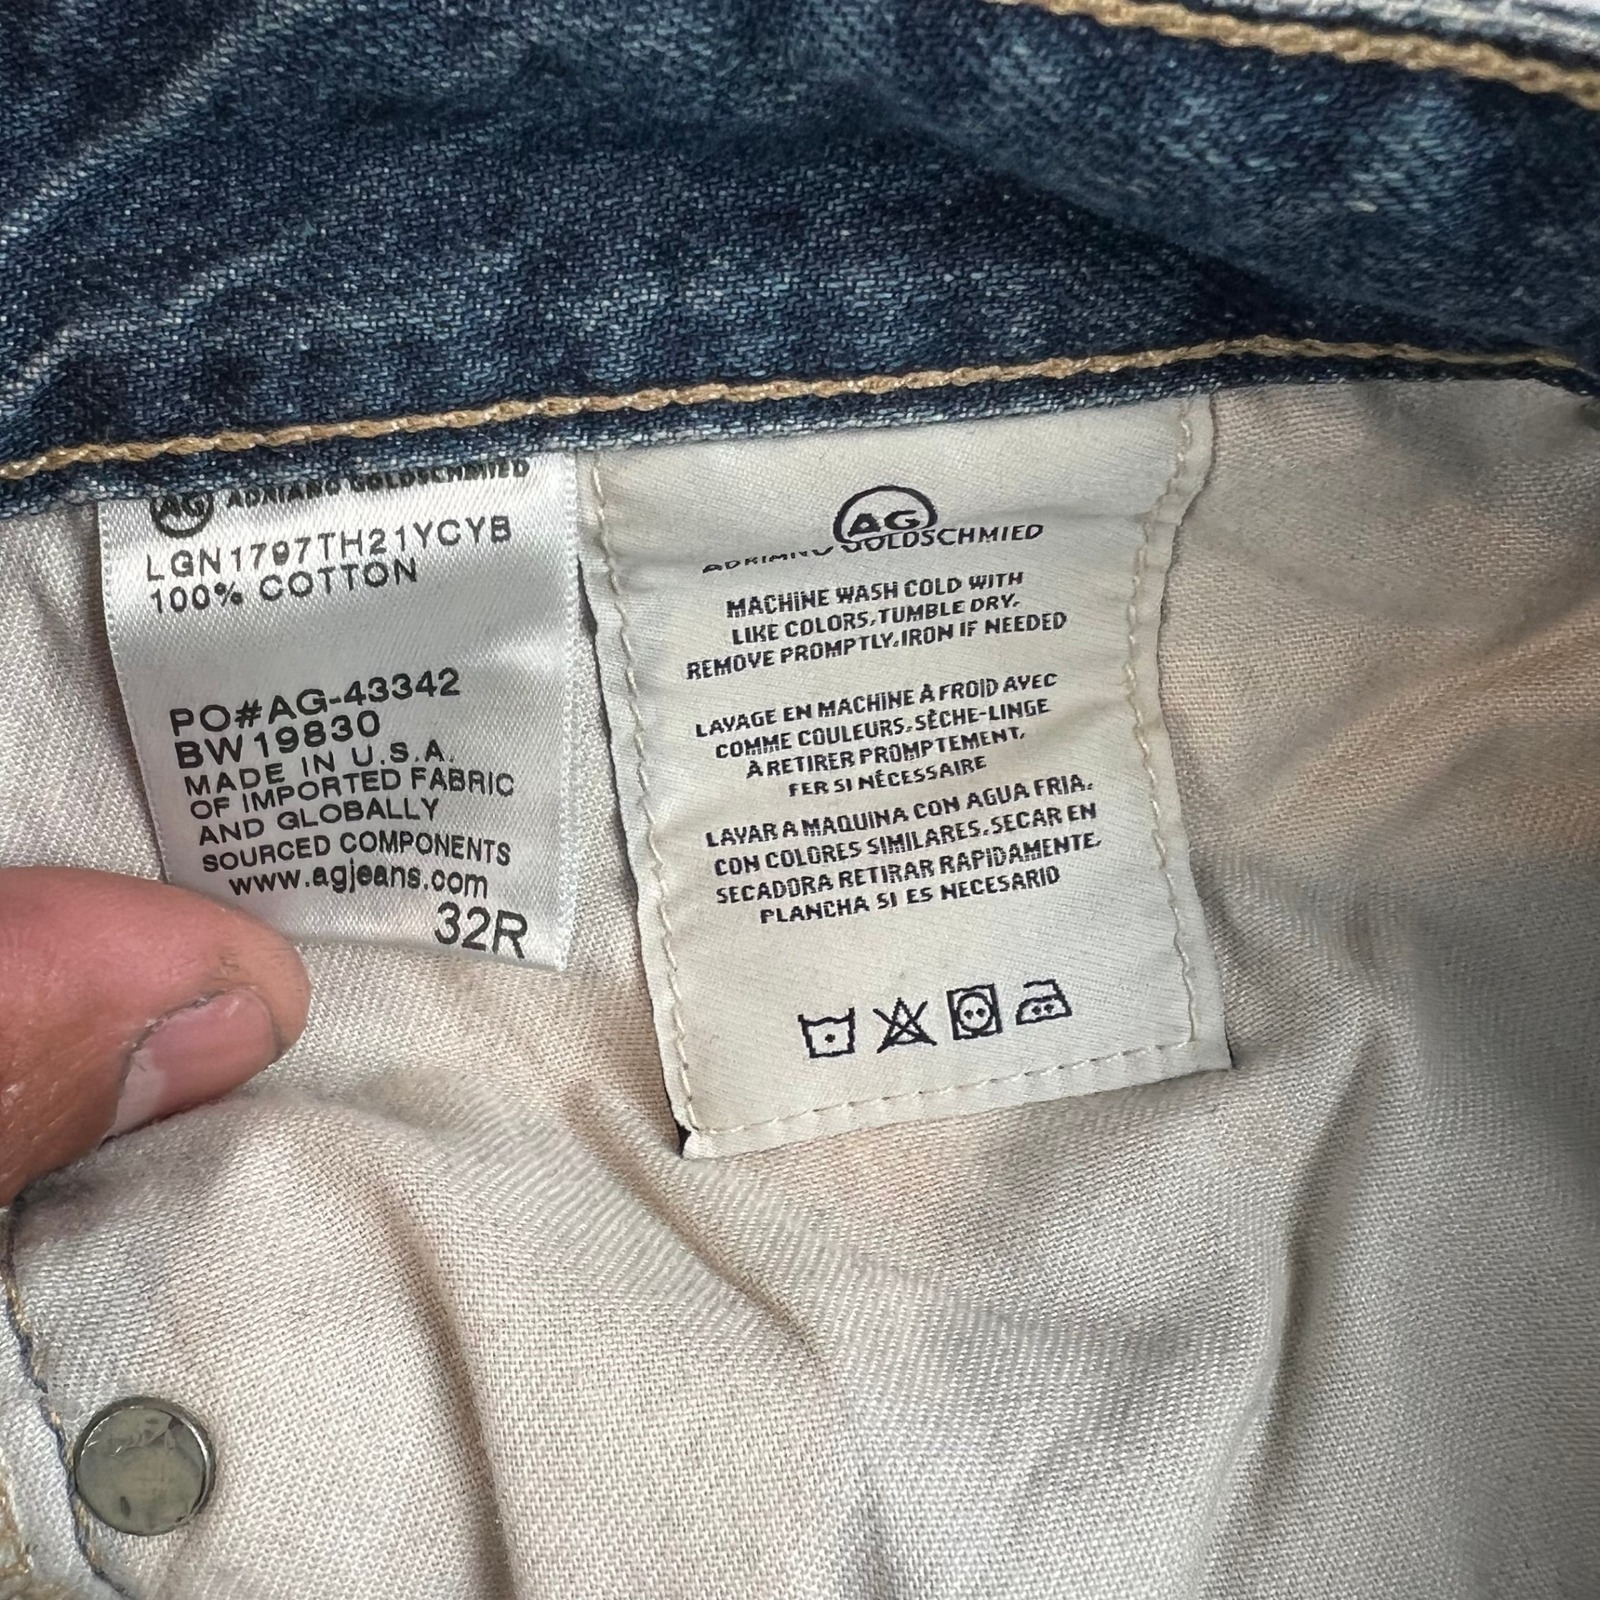 AG ADRIANO GOLDSCHMIED
LGN1797TH21YCYB
100% COTTON
PO#AG-43342
BW19830
MADE IN U.S.A.
OF IMPORTED FABRIC
AND GLOBALLY
SOURCED COMPONENTS
www.agjeans.com
32R
AG
ADRIANO GOLDSCHMIED
MACHINE WASH COLD WITH
LIKE COLORS, TUMBLE DRY.
REMOVE PROMPTLY, IRON IF NEEDED
LAVAGE EN MACHINE À FROID AVEC
COMME COULEURS, SÈCHE-LINGE
À RETIRER PROMPTEMENT,
FER SI NÉCESSAIRE
LAVAR A MAQUINA CON AGUA FRIA.
CON COLORES SIMILARES, SECAR EN
SECADORA RETIRAR RAPIDAMENTE,
PLANCHA SI ES NECESARIO